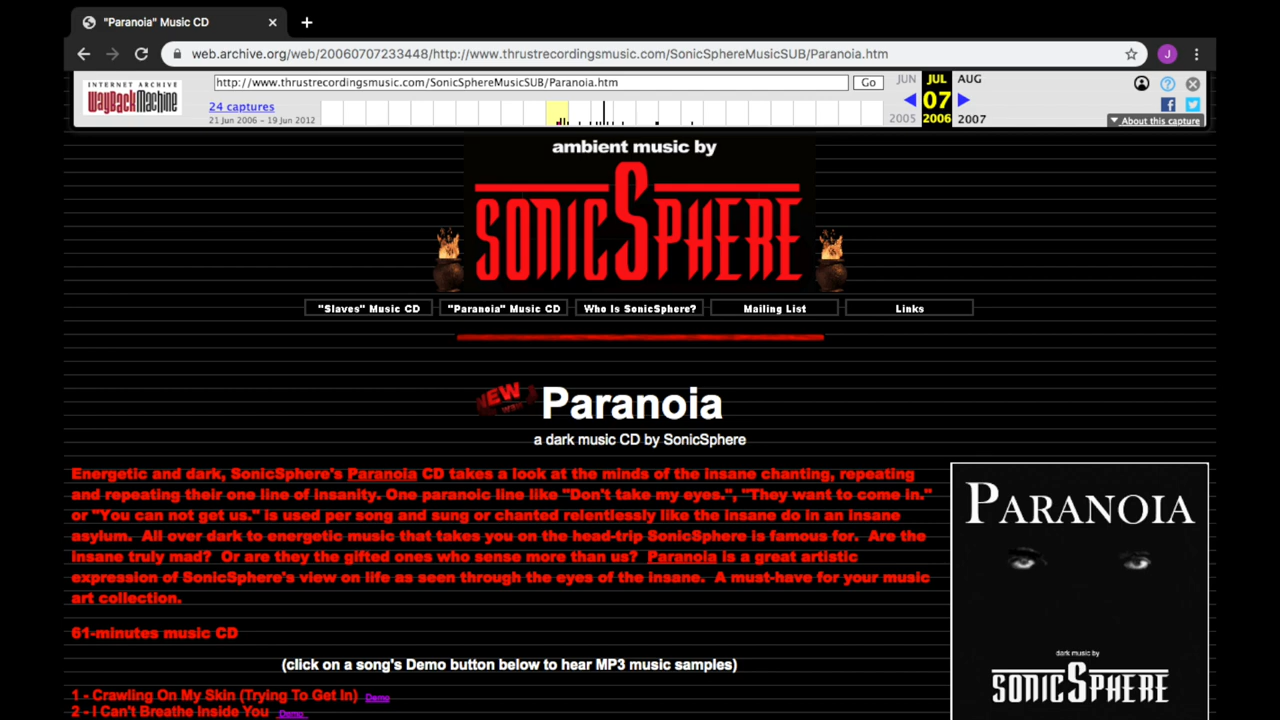 "Paranoia" Music CD
web.archive.org/web/20060707233448/http://www.thrustrecordingsmusic.com/SonicSphereMusicSUB/Paranoia.htm
J
INTERNET ARCHIVE
WayBackMachine
http://www.thrustrecordingsmusic.com/SonicSphereMusicSUB/Paranoia.htm
Go
24 captures
21 Jun 2006 – 19 Jun 2012
JUN JUL AUG
07
2005 2006 2007
About this capture
ambient music by
SONICSPHERE
"Slaves" Music CD
"Paranoia" Music CD
Who Is SonicSphere?
Mailing List
Links
NEW
Paranoia
a dark music CD by SonicSphere
Energetic and dark, SonicSphere's Paranoia CD takes a look at the minds of the insane chanting, repeating
and repeating their one line of insanity. One paranoic line like "Don't take my eyes.", "They want to come in."
or "You can not get us." is used per song and sung or chanted relentlessly like the insane do in an insane
asylum. All over dark to energetic music that takes you on the head-trip SonicSphere is famous for. Are the
insane truly mad? Or are they the gifted ones who sense more than us? Paranoia is a great artistic
expression of SonicSphere's view on life as seen through the eyes of the insane. A must-have for your music
art collection.
61-minutes music CD
(click on a song's Demo button below to hear MP3 music samples)
1 - Crawling On My Skin (Trying To Get In) Demo
2 - I Can't Breathe Inside You Demo
PARANOIA
dark music by
SONICSPHERE